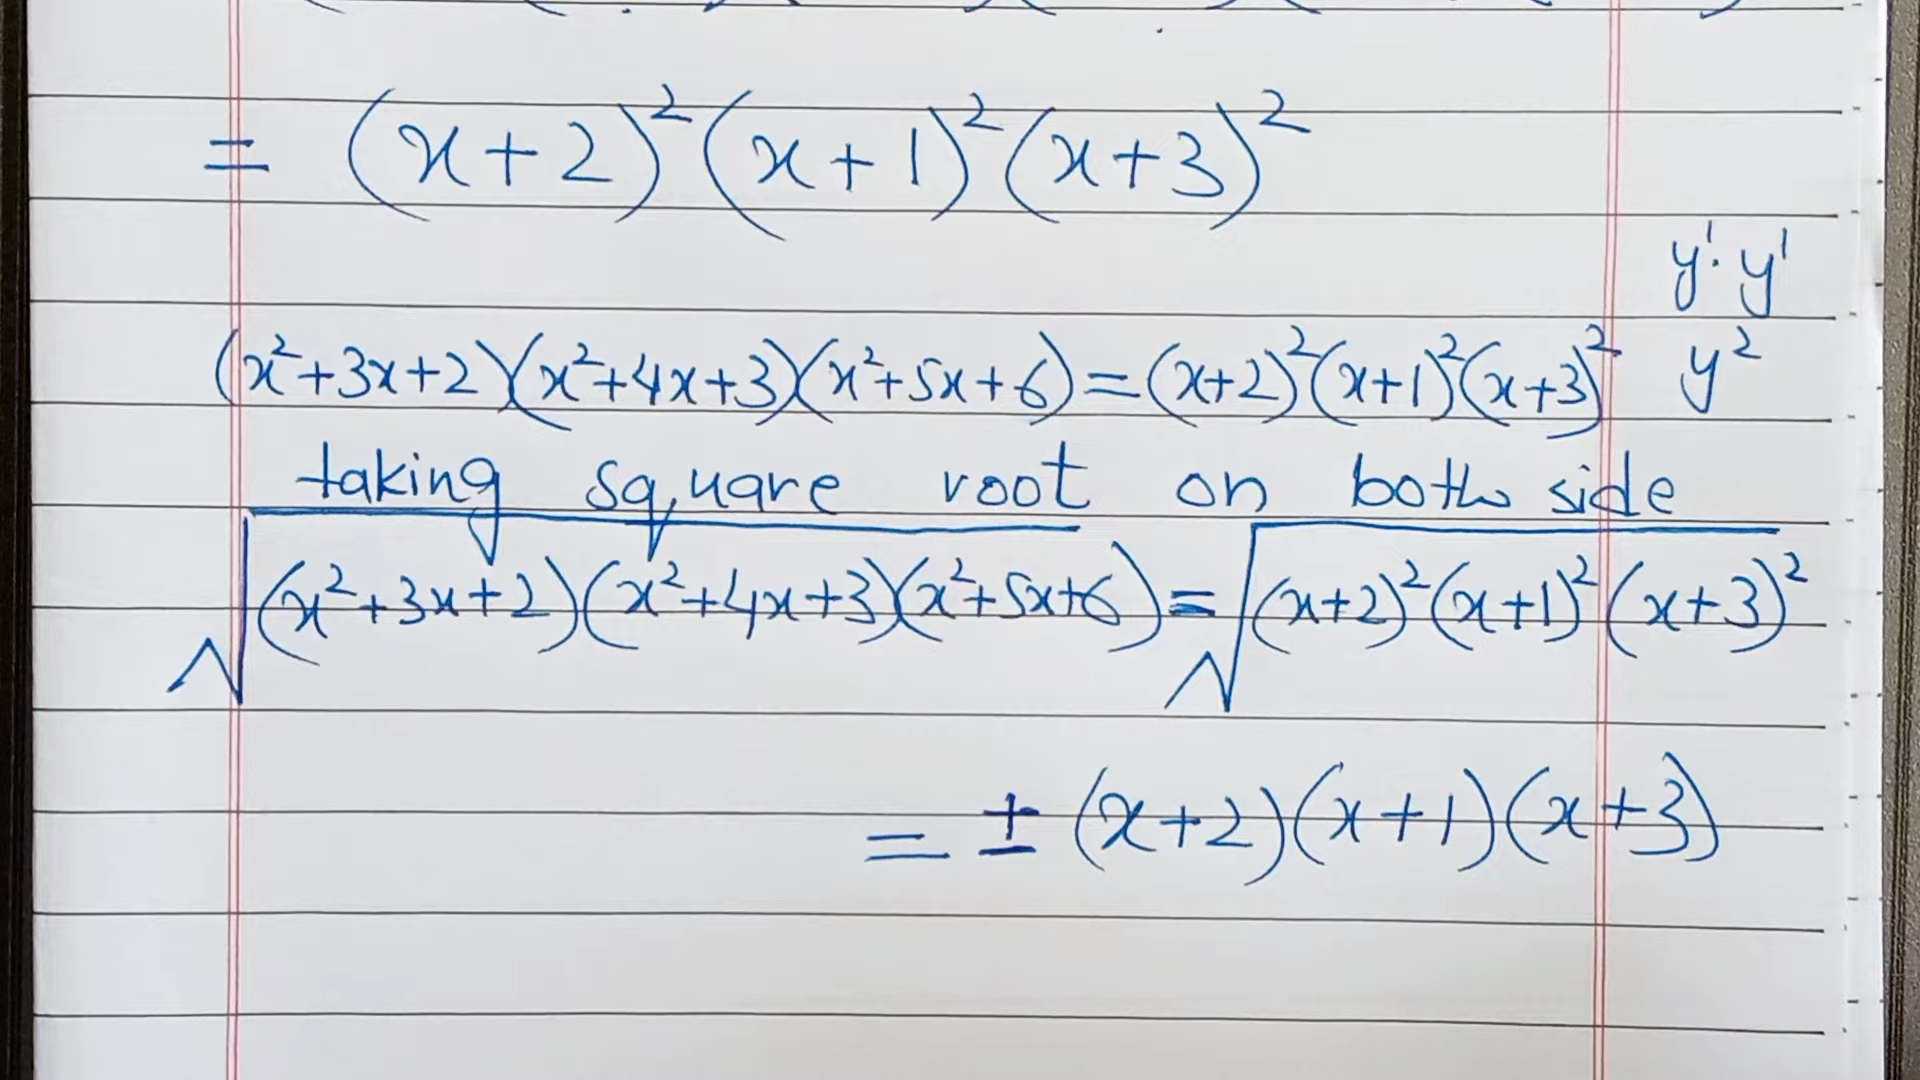 = (x+2)²(x+1)²(x+3)²
y¹·y¹
(x²+3x+2)(x²+4x+3)(x²+5x+6)=(x+2)²(x+1)²(x+3)² y²
taking square root on both side
√(x²+3x+2)(x²+4x+3)(x²+5x+6)=√(x+2)²(x+1)²(x+3)²
= ± (x+2)(x+1)(x+3)